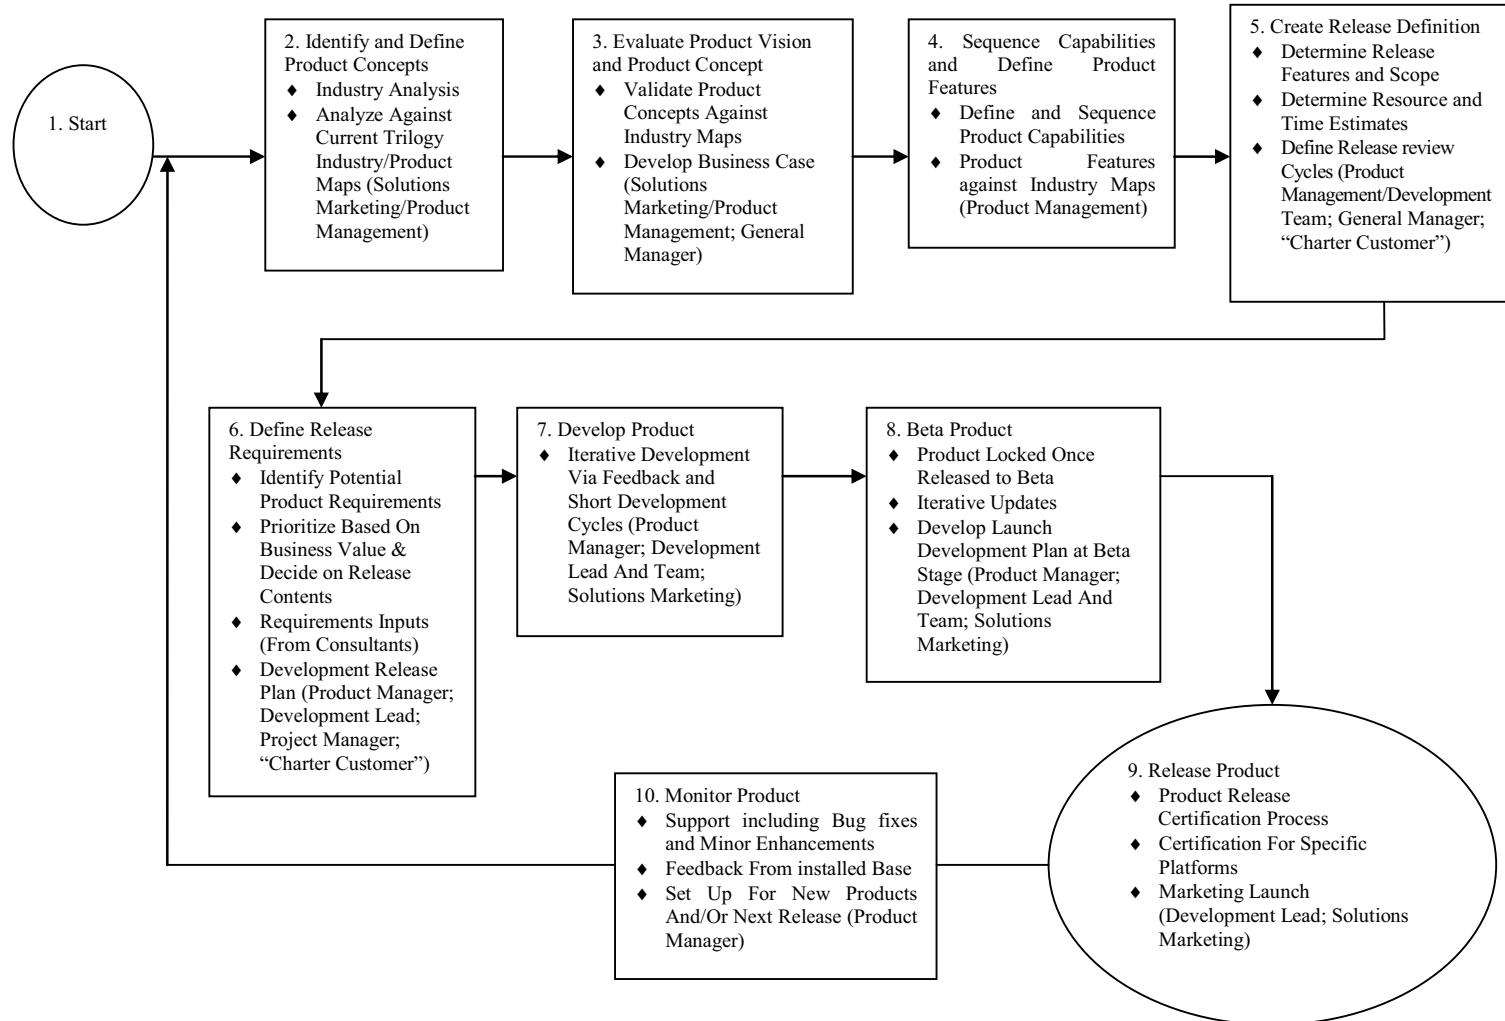 1. Start
2. Identify and Define
Product Concepts
♦ Industry Analysis
♦ Analyze Against
Current Trilogy
Industry/Product
Maps (Solutions
Marketing/Product
Management)
3. Evaluate Product Vision
and Product Concept
♦ Validate Product
Concepts Against
Industry Maps
♦ Develop Business Case
(Solutions
Marketing/Product
Management; General
Manager)
4. Sequence Capabilities
and Define Product
Features
♦ Define and Sequence
Product Capabilities
♦ Product Features
against Industry Maps
(Product Management)
5. Create Release Definition
♦ Determine Release
Features and Scope
♦ Determine Resource and
Time Estimates
♦ Define Release review
Cycles (Product
Management/Development
Team; General Manager;
“Charter Customer”)
6. Define Release
Requirements
♦ Identify Potential
Product Requirements
♦ Prioritize Based On
Business Value &
Decide on Release
Contents
♦ Requirements Inputs
(From Consultants)
♦ Development Release
Plan (Product Manager;
Development Lead;
Project Manager;
“Charter Customer”)
7. Develop Product
♦ Iterative Development
Via Feedback and
Short Development
Cycles (Product
Manager; Development
Lead And Team;
Solutions Marketing)
8. Beta Product
♦ Product Locked Once
Released to Beta
♦ Iterative Updates
♦ Develop Launch
Development Plan at Beta
Stage (Product Manager;
Development Lead And
Team; Solutions
Marketing)
9. Release Product
♦ Product Release
Certification Process
♦ Certification For Specific
Platforms
♦ Marketing Launch
(Development Lead; Solutions
Marketing)
10. Monitor Product
♦ Support including Bug fixes
and Minor Enhancements
♦ Feedback From installed Base
♦ Set Up For New Products
And/Or Next Release (Product
Manager)